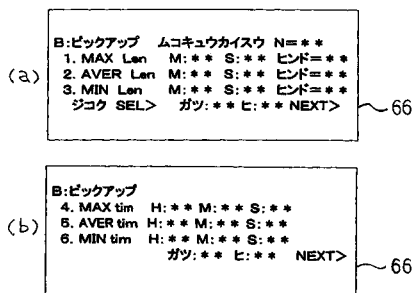 (a)
B:ピックアップ ムコキュウカイスウ N=**
1. MAX Len M:** S:** ヒンド=**
2. AVER Len M:** S:** ヒンド=**
3. MIN Len M:** S:** ヒンド=**
ジコク SEL> ガツ:** ヒ:** NEXT>
66
(b)
B:ピックアップ
4. MAX tim H:** M:** S:**
5. AVER tim H:** M:** S:**
6. MIN tim H:** M:** S:**
ガツ:** ヒ:** NEXT>
66